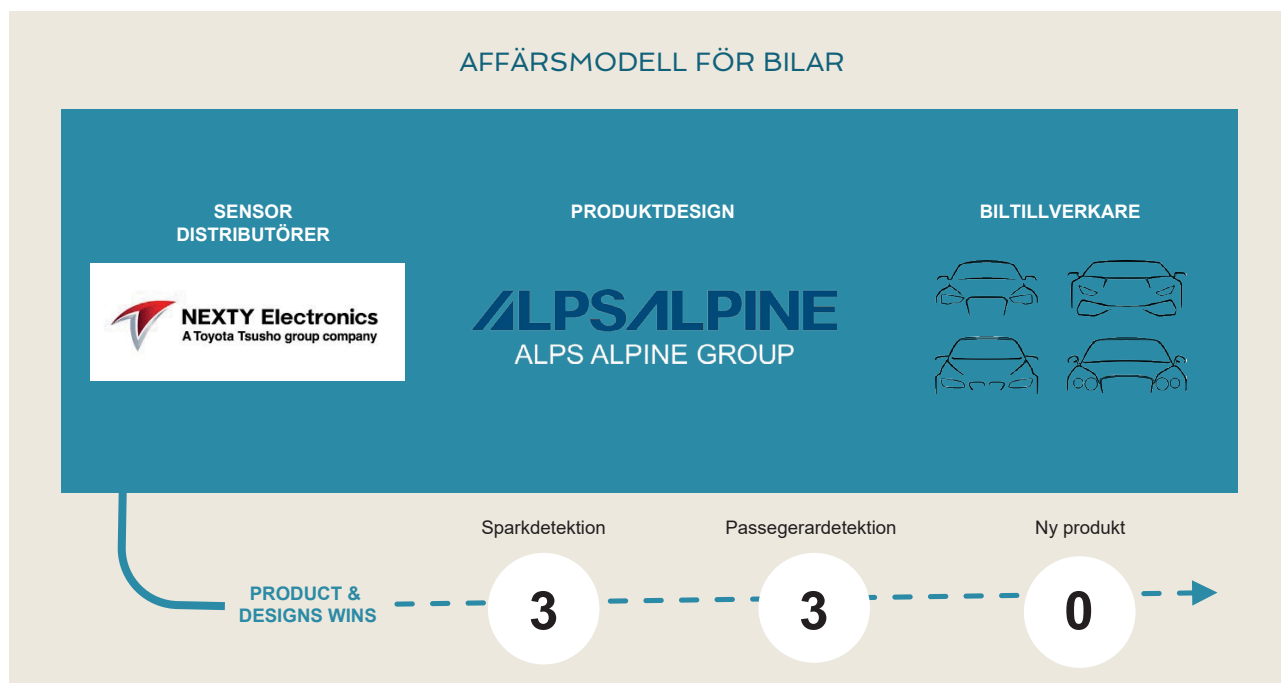 AFFÄRSMODELL FÖR BILAR
SENSOR
DISTRIBUTÖRER
NEXTY Electronics
A Toyota Tsusho group company
PRODUKTDESIGN
ALPSALPINE
ALPS ALPINE GROUP
BILTILLVERKARE
PRODUCT &
DESIGNS WINS
Sparkdetektion
3
Passegerardetektion
3
Ny produkt
0